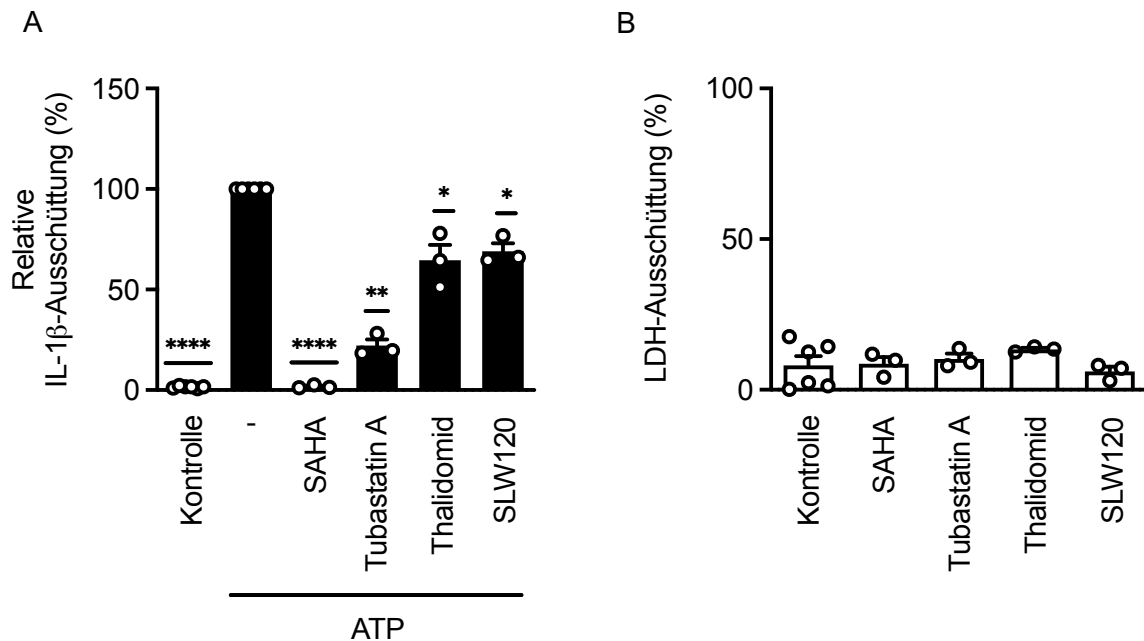 A
Relative
IL-1β-Ausschüttung (%)
150
100
50
0
****
****
**
*
*
Kontrolle
-
SAHA
Tubastatin A
Thalidomid
SLW120
ATP
B
LDH-Ausschüttung (%)
100
50
0
Kontrolle
SAHA
Tubastatin A
Thalidomid
SLW120